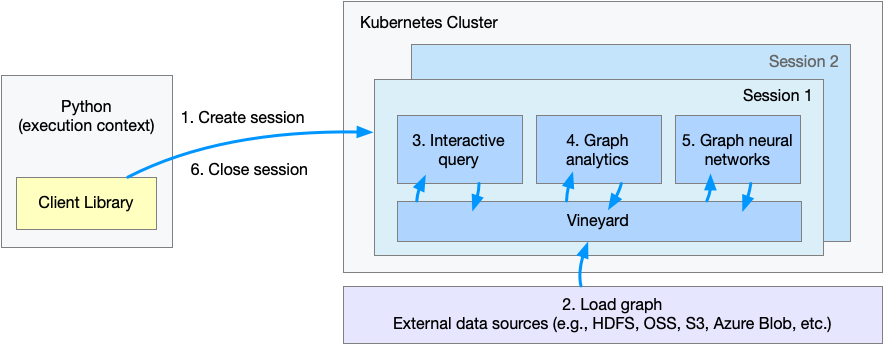 Kubernetes Cluster
Session 2
Session 1
Python
(execution context)
1. Create session
6. Close session
Client Library
3. Interactive
query
4. Graph
analytics
5. Graph neural
networks
Vineyard
2. Load graph
External data sources (e.g., HDFS, OSS, S3, Azure Blob, etc.)